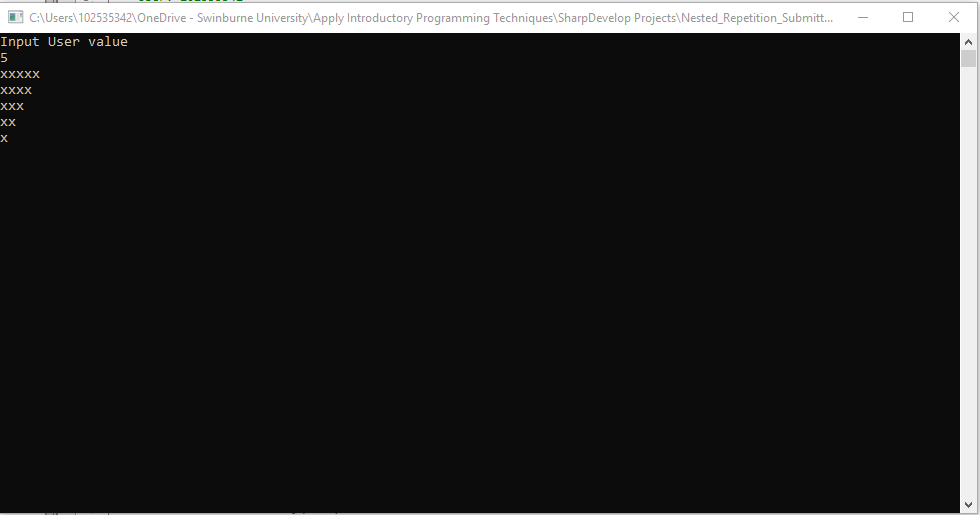 C:\Users\102535342\OneDrive - Swinburne University\Apply Introductory Programming Techniques\SharpDevelop Projects\Nested_Repetition_Submitt...
Input User value
5
xxxxx
xxxx
xxx
xx
x